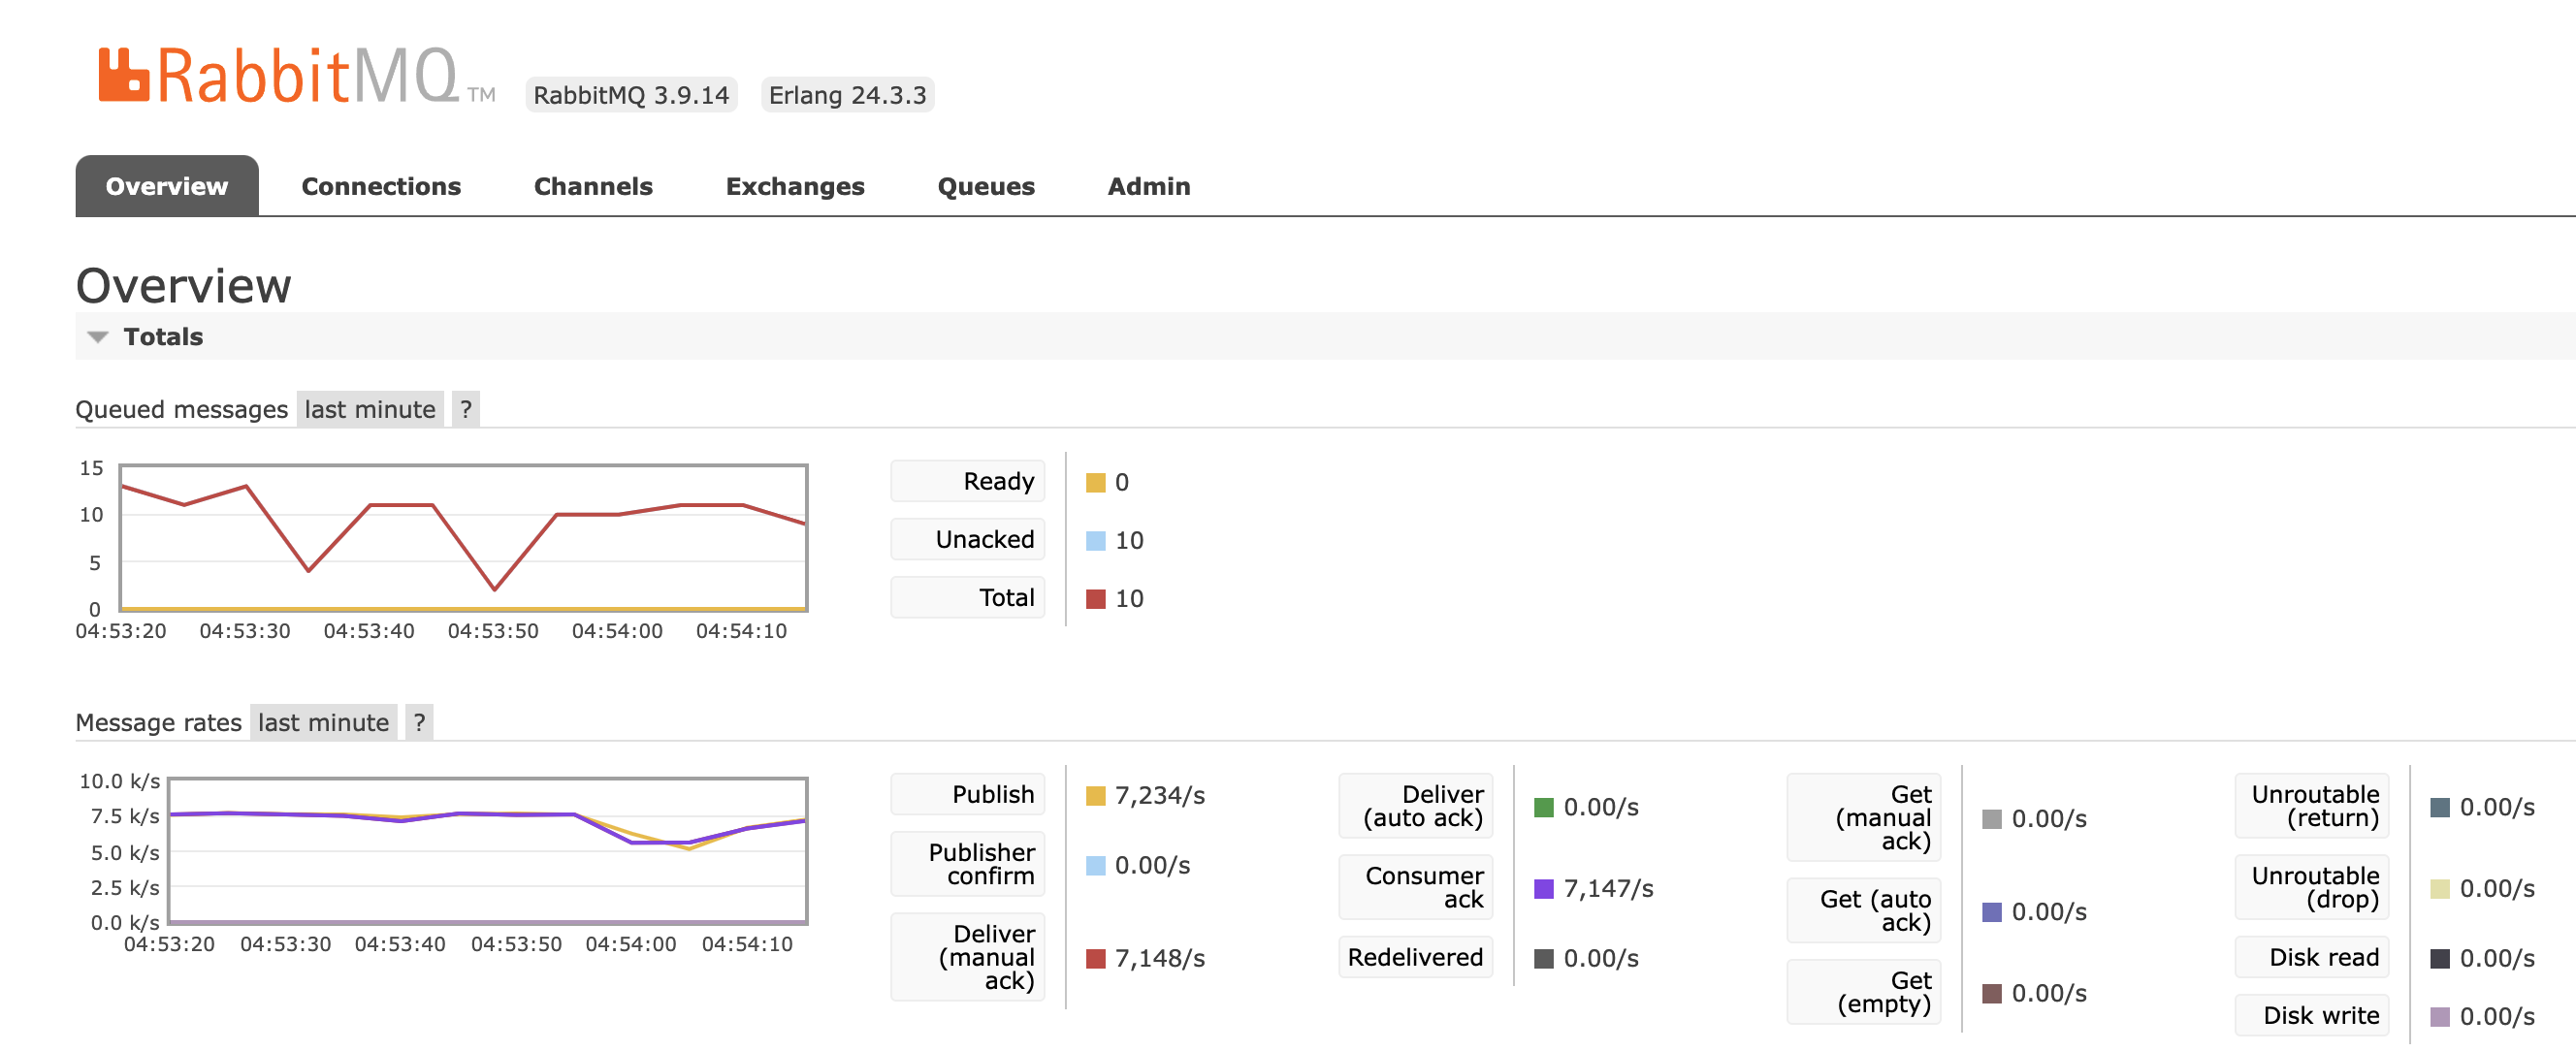 RabbitMQ TM RabbitMQ 3.9.14 Erlang 24.3.3
Overview Connections Channels Exchanges Queues Admin
Overview
Totals
Queued messages last minute ?
15
10
5
0
04:53:20 04:53:30 04:53:40 04:53:50 04:54:00 04:54:10
Ready 0
Unacked 10
Total 10
Message rates last minute ?
10.0 k/s
7.5 k/s
5.0 k/s
2.5 k/s
0.0 k/s
04:53:20 04:53:30 04:53:40 04:53:50 04:54:00 04:54:10
Publish 7,234/s
Publisher
confirm 0.00/s
Deliver
(manual
ack) 7,148/s
Deliver
(auto ack) 0.00/s
Consumer
ack 7,147/s
Redelivered 0.00/s
Get
(manual
ack) 0.00/s
Get (auto
ack) 0.00/s
Get
(empty) 0.00/s
Unroutable
(return) 0.00/s
Unroutable
(drop) 0.00/s
Disk read 0.00/s
Disk write 0.00/s